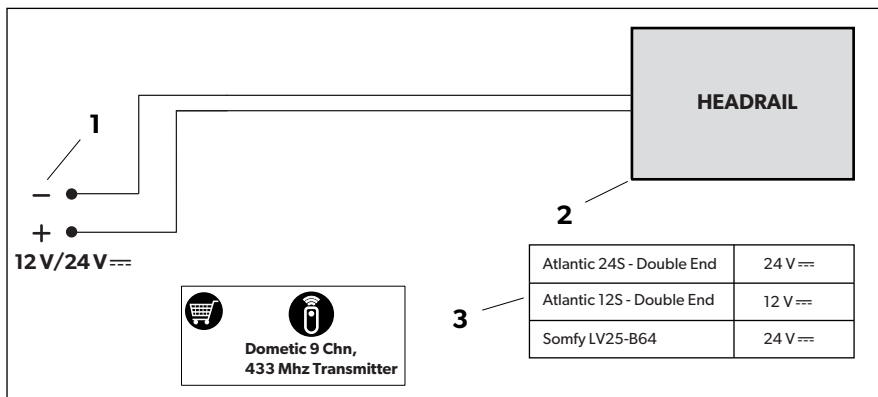 HEADRAIL
1
−
+
12 V/24 V ⎓
2
Atlantic 24S - Double End 24 V ⎓
3
Atlantic 12S - Double End 12 V ⎓
Somfy LV25-B64 24 V ⎓
Dometic 9 Chn,
433 Mhz Transmitter